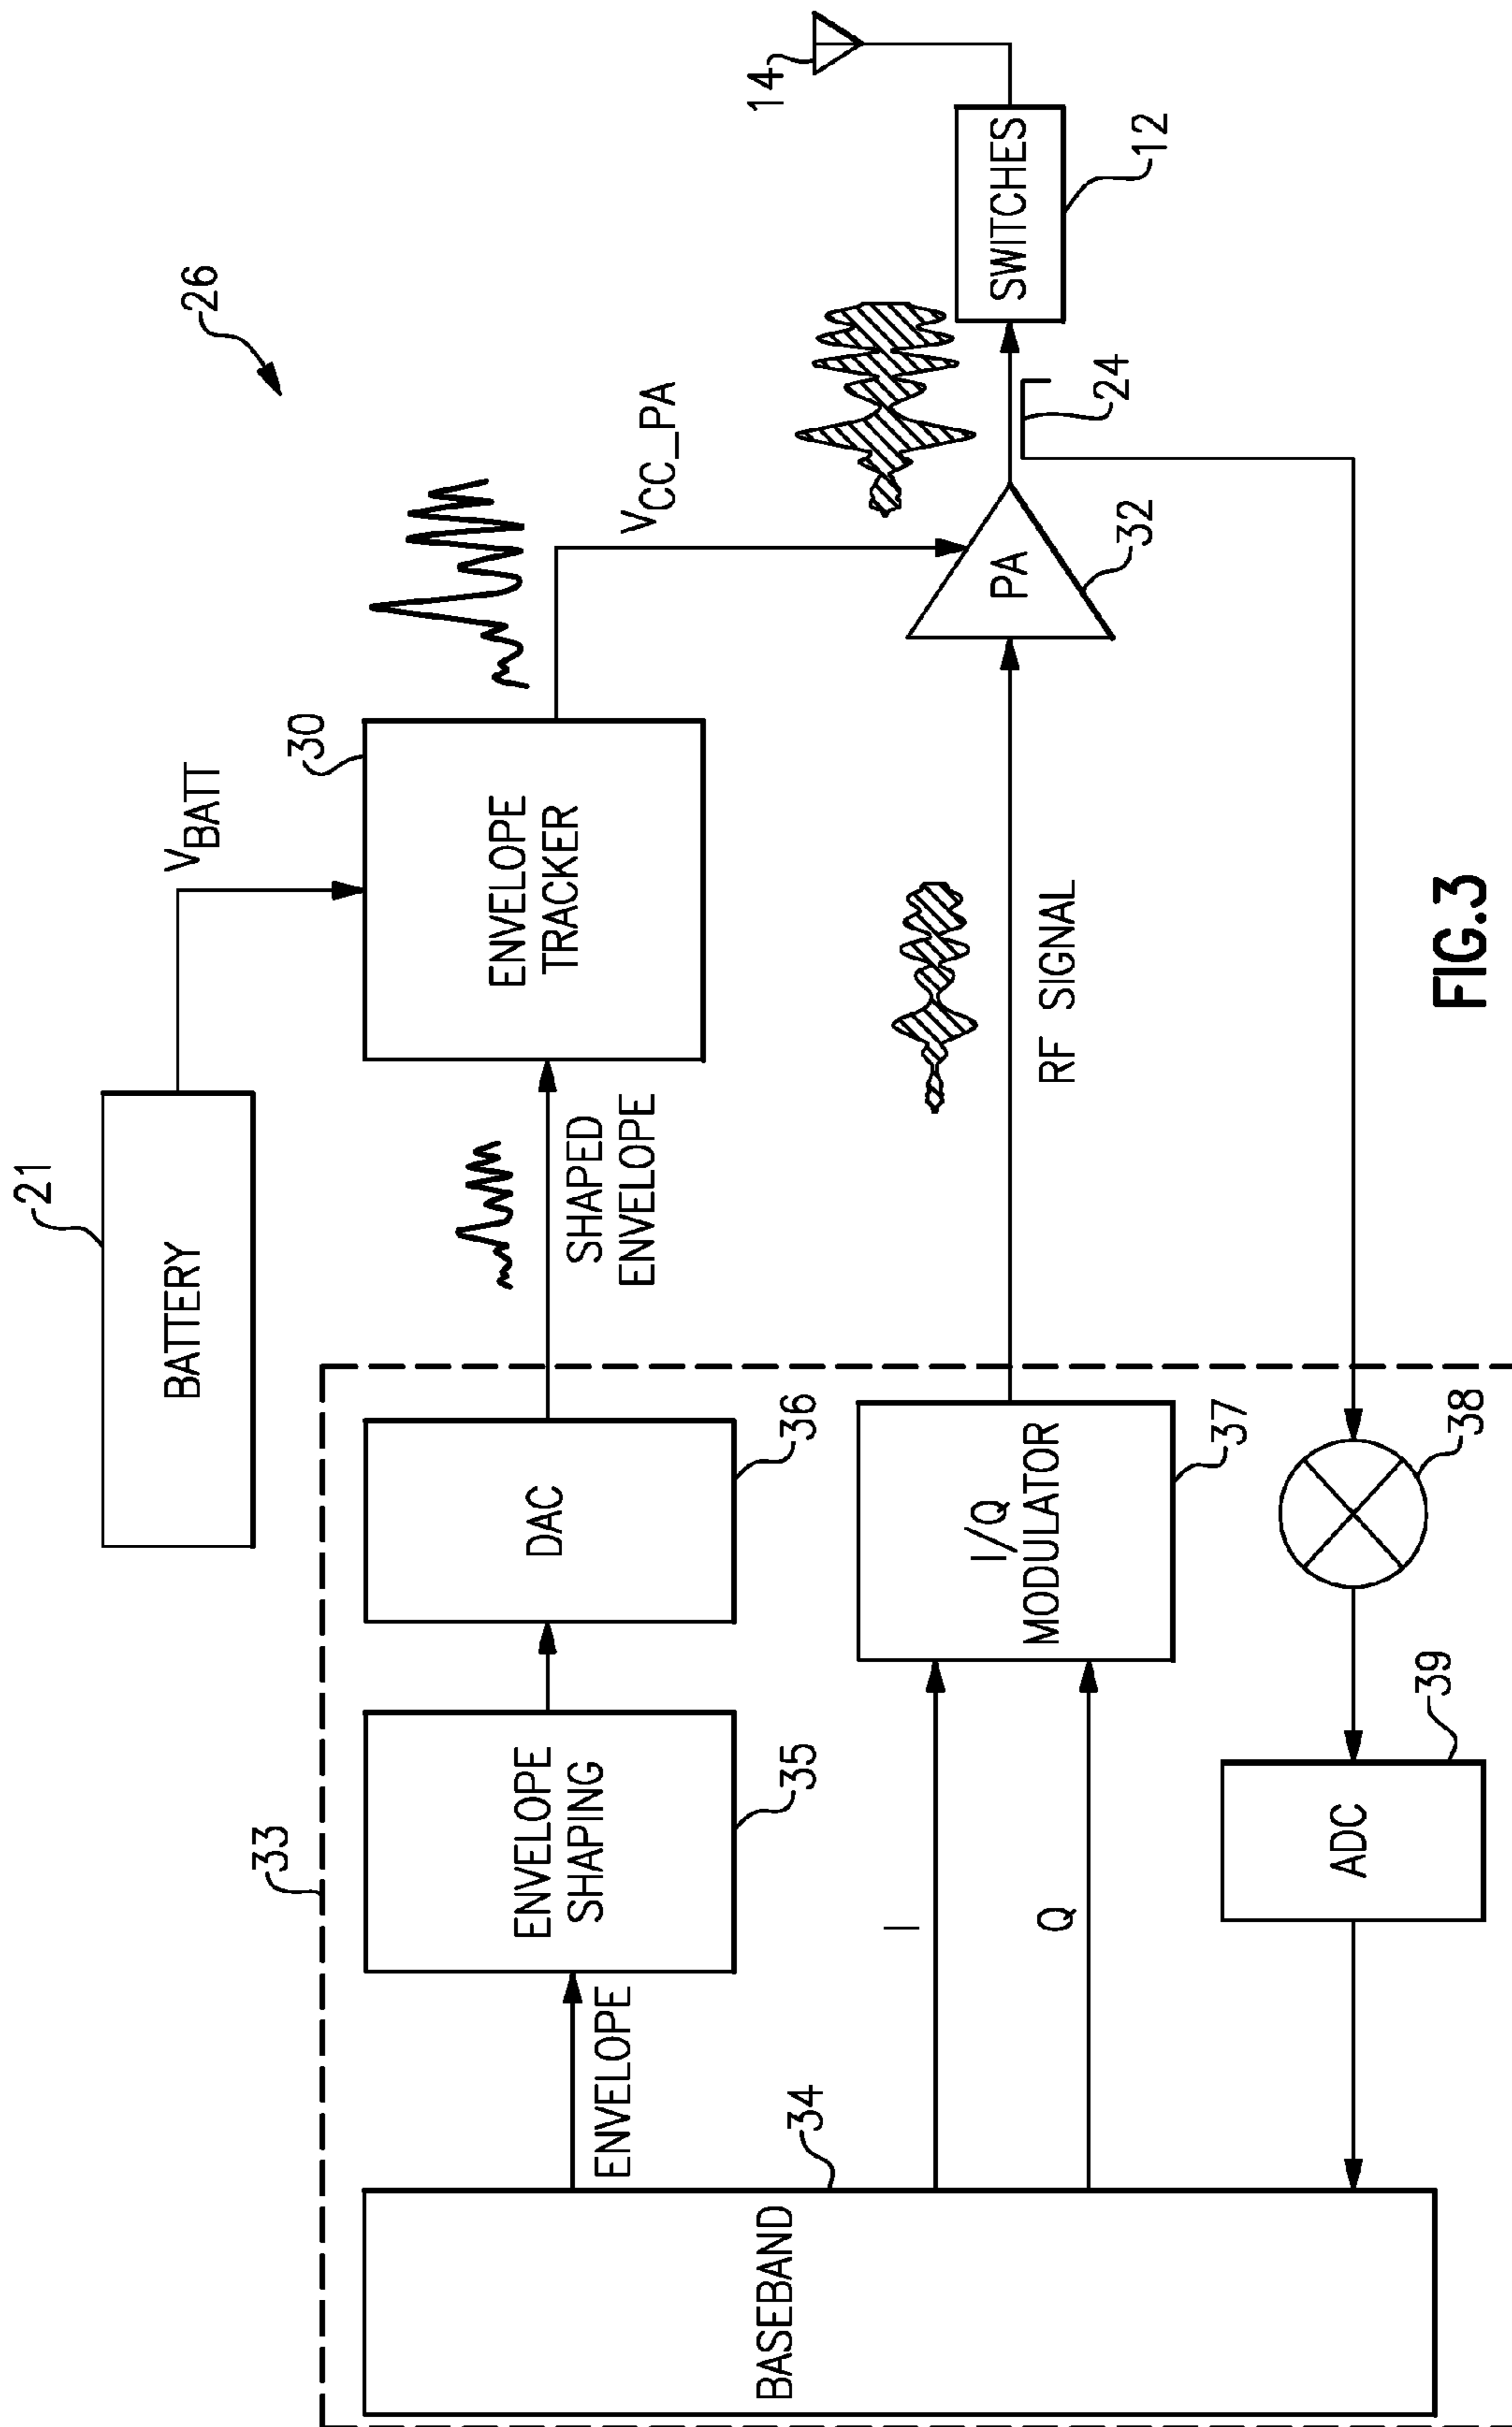 26
21
BATTERY
VBATT
33
30
ENVELOPE
TRACKER
VCC_PA
14
ENVELOPE
ENVELOPE
SHAPING
35
DAC
36
SHAPED
ENVELOPE
BASEBAND
34
I
Q
I/Q
MODULATOR
37
RF SIGNAL
PA
32
24
SWITCHES
12
ADC
39
38
FIG.3